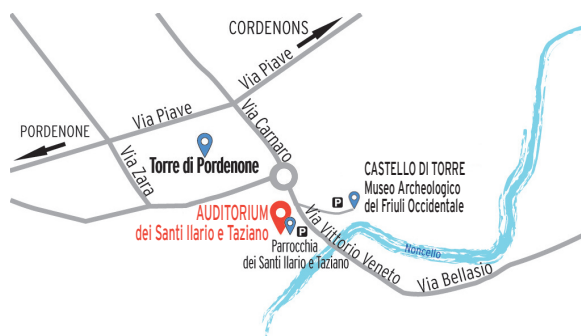 CORDENONS
Via Piave
Via Piave
PORDENONE
Via Carnaro
Torre di Pordenone
Via Zara
CASTELLO DI TORRE
Museo Archeologico
del Friuli Occidentale
P
AUDITORIUM
dei Santi Ilario e Taziano
P
Parrocchia
dei Santi Ilario e Taziano
Via Vittorio Veneto
Noncello
Via Bellasio